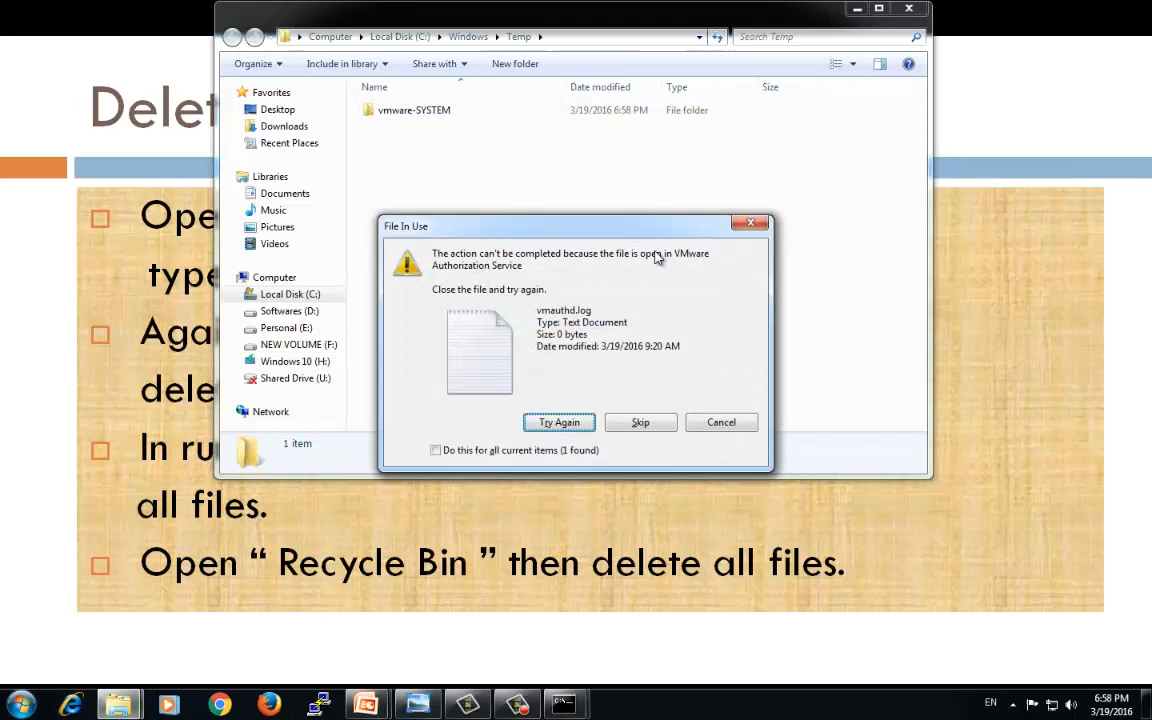 Computer Local Disk (C:) Windows Temp
Search Temp
Organize Include in library Share with New folder
Name Date modified Type Size
Favorites
Desktop
Downloads
Recent Places
Libraries
Documents
Music
Pictures
Videos
Computer
Local Disk (C:)
Softwares (D:)
Personal (E:)
NEW VOLUME (F:)
Windows 10 (H:)
Shared Drive (U:)
Network
vmware-SYSTEM 3/19/2016 6:58 PM File folder
1 item
File In Use
The action can't be completed because the file is open in VMware
Authorization Service
Close the file and try again.
vmauthd.log
Type: Text Document
Size: 0 bytes
Date modified: 3/19/2016 9:20 AM
Try Again Skip Cancel
Do this for all current items (1 found)
Delet
Ope
type
Aga
dele
In ru
all files.
Open “ Recycle Bin ” then delete all files.
EN
6:58 PM
3/19/2016